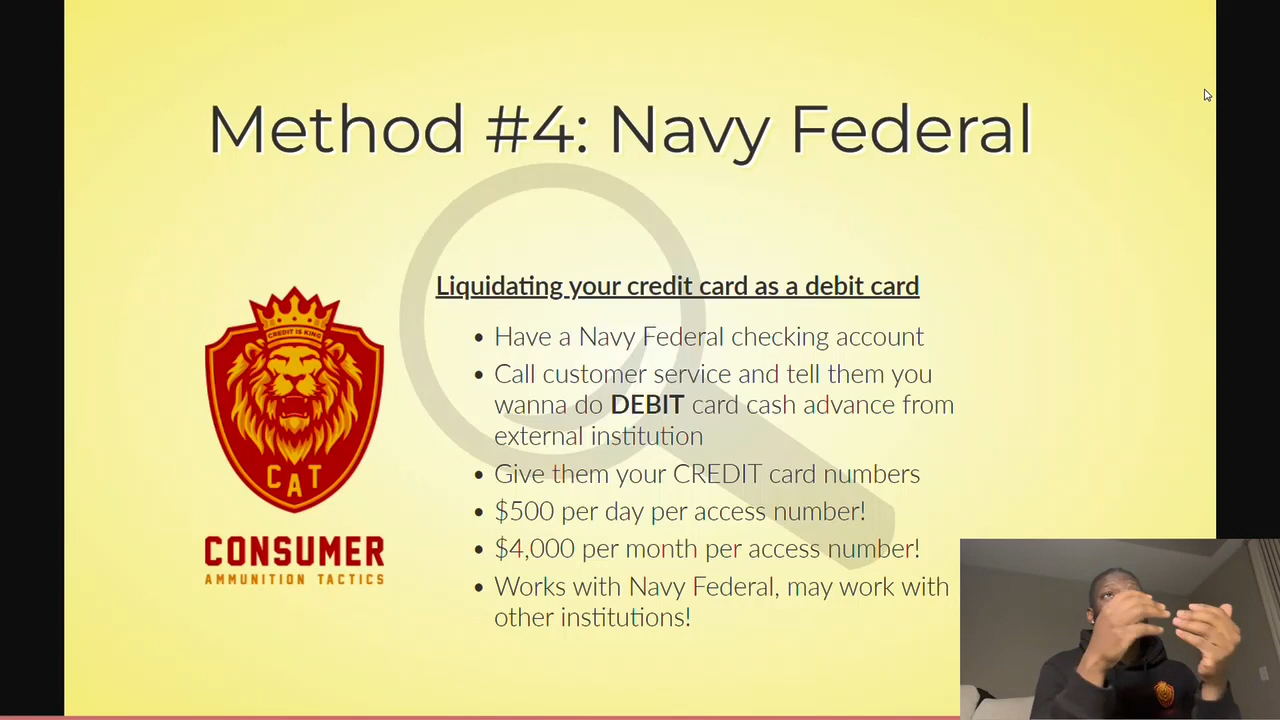 Method #4: Navy Federal
Liquidating your credit card as a debit card
• Have a Navy Federal checking account
• Call customer service and tell them you
wanna do DEBIT card cash advance from
external institution
• Give them your CREDIT card numbers
• $500 per day per access number!
• $4,000 per month per access number!
• Works with Navy Federal, may work with
other institutions!
CREDIT IS KING
CAT
CONSUMER
AMMUNITION TACTICS